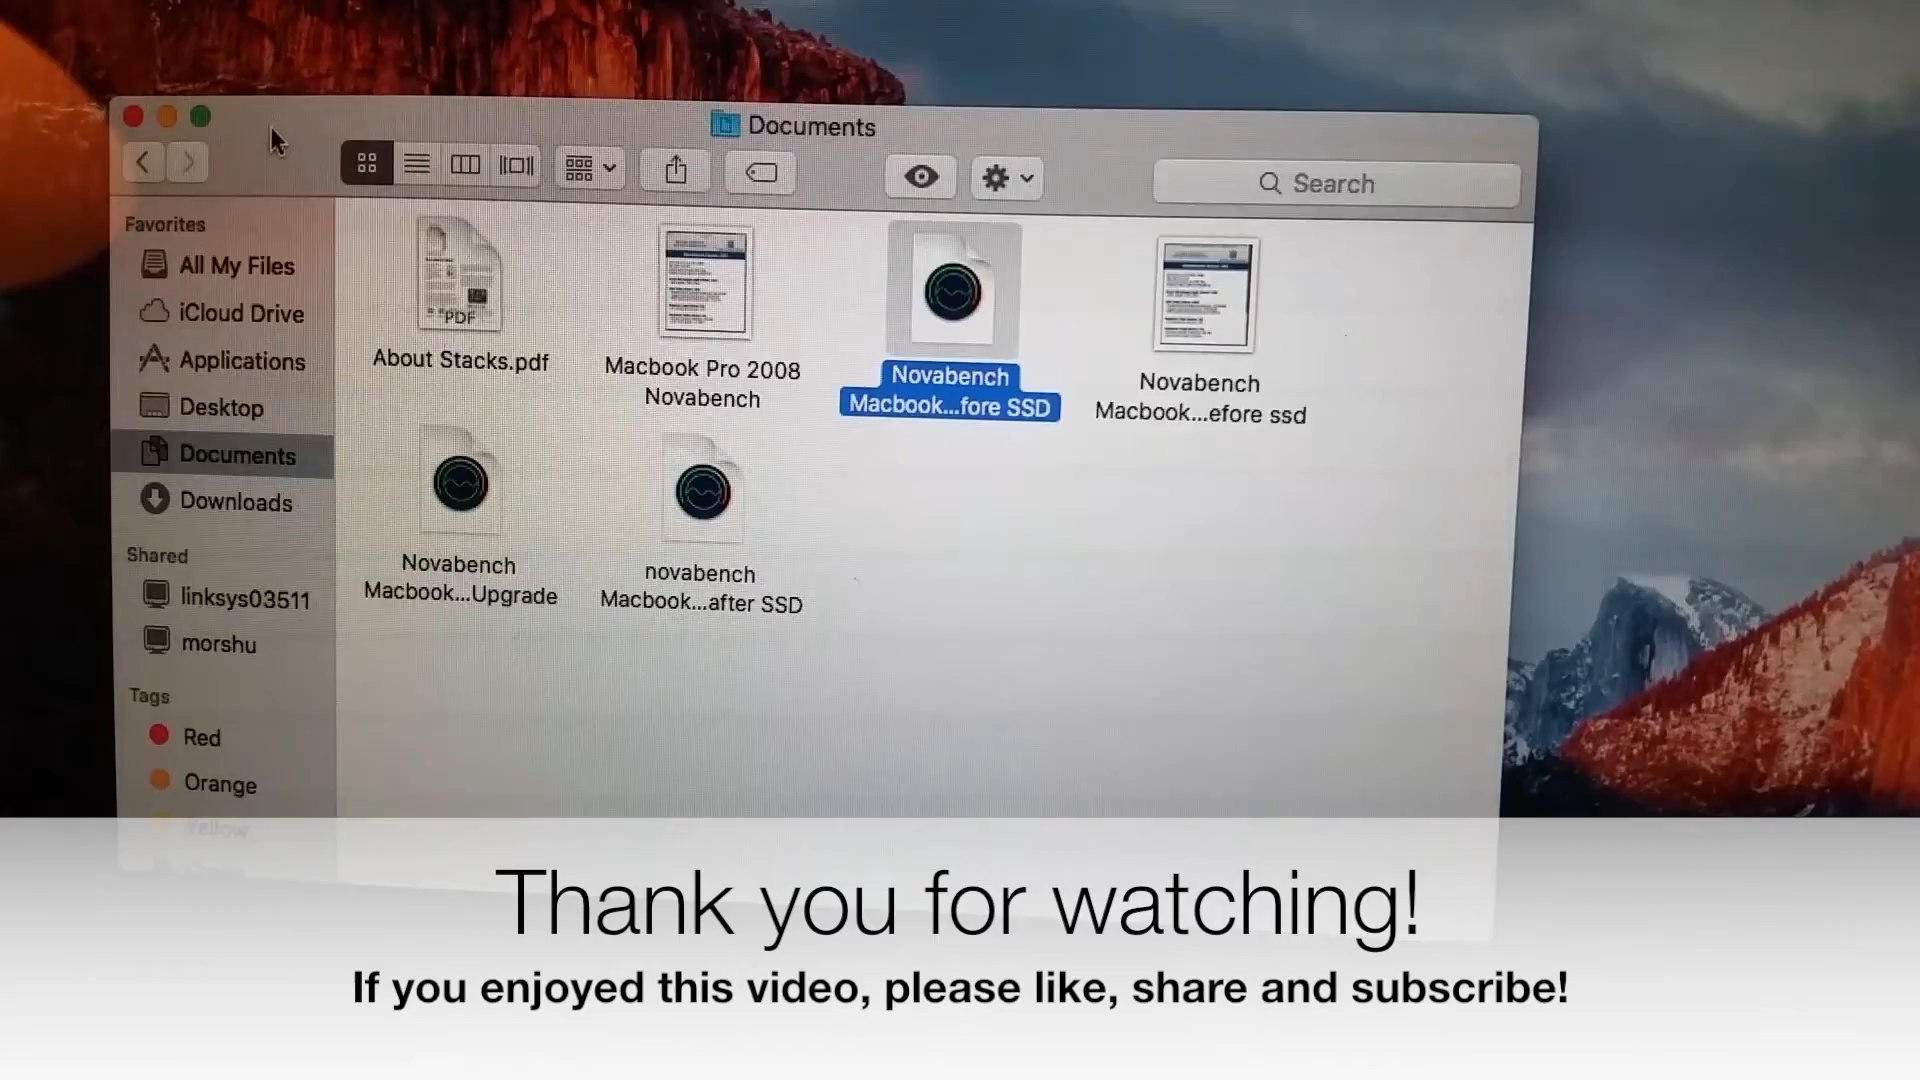 Documents
Search
Favorites
All My Files
iCloud Drive
Applications
Desktop
Documents
Downloads
Shared
linksys03511
morshu
Tags
Red
Orange
Yellow
PDF
About Stacks.pdf
Macbook Pro 2008
Novabench
Novabench
Macbook...fore SSD
Novabench
Macbook...efore ssd
Novabench
Macbook...Upgrade
novabench
Macbook...after SSD
Thank you for watching!
If you enjoyed this video, please like, share and subscribe!